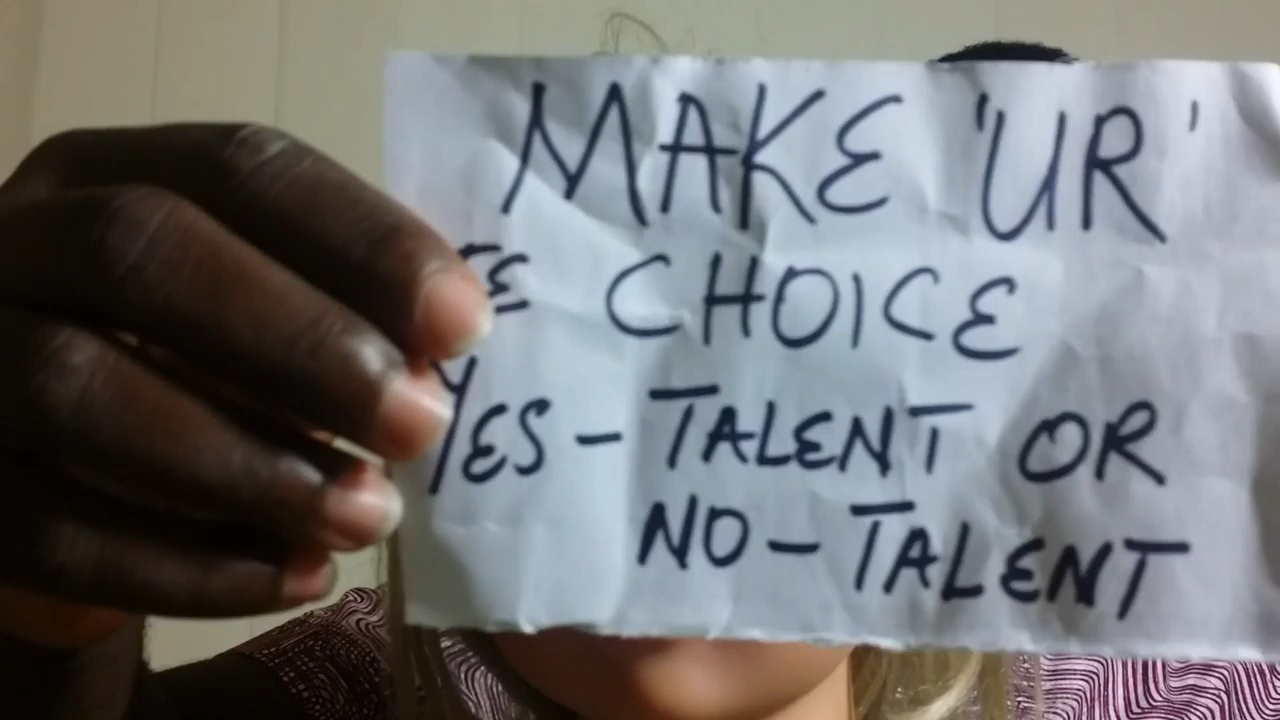 MAKE 'UR'
CHOICE
YES - TALENT OR
NO - TALENT